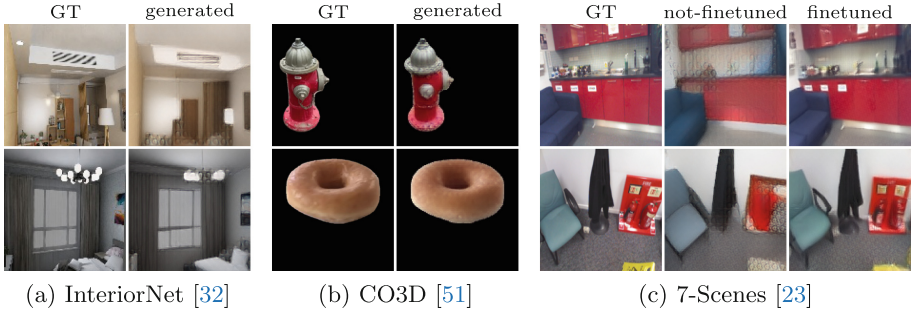 GT generated GT generated GT not-finetuned finetuned
(a) InteriorNet [32] (b) CO3D [51] (c) 7-Scenes [23]